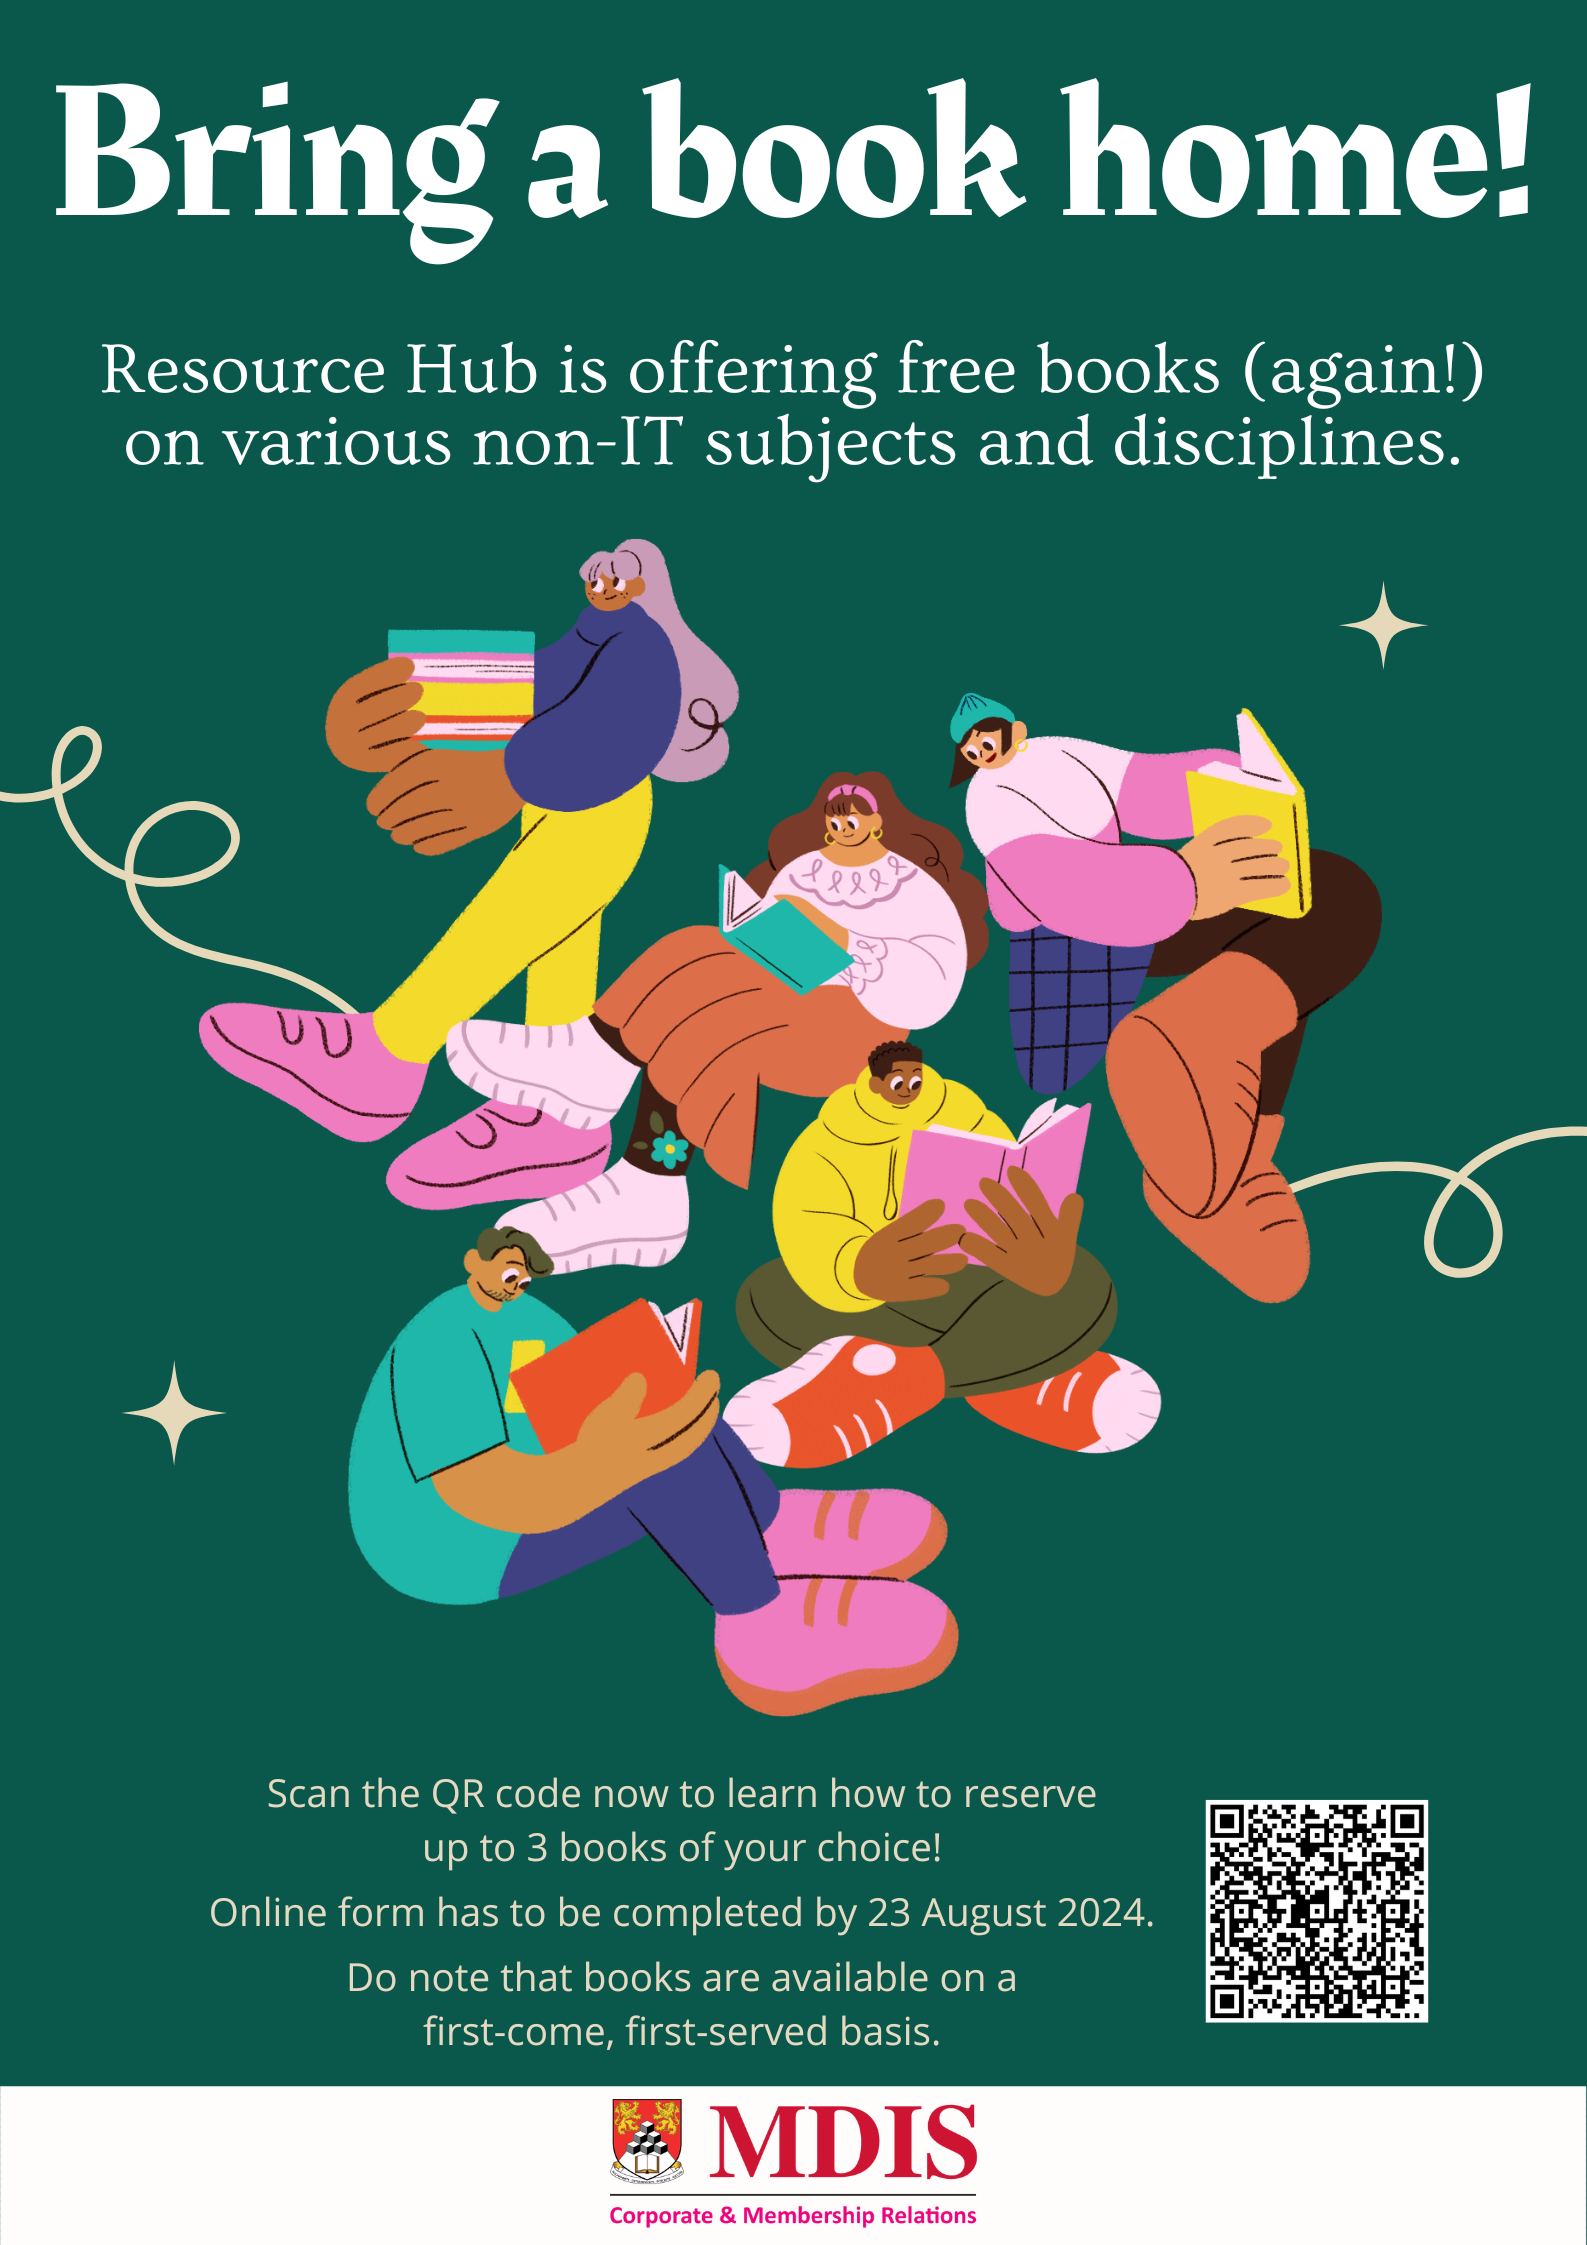 Bring a book home!
Resource Hub is offering free books (again!)
on various non-IT subjects and disciplines.
Scan the QR code now to learn how to reserve
up to 3 books of your choice!
Online form has to be completed by 23 August 2024.
Do note that books are available on a
first-come, first-served basis.
MDIS
Corporate & Membership Relations